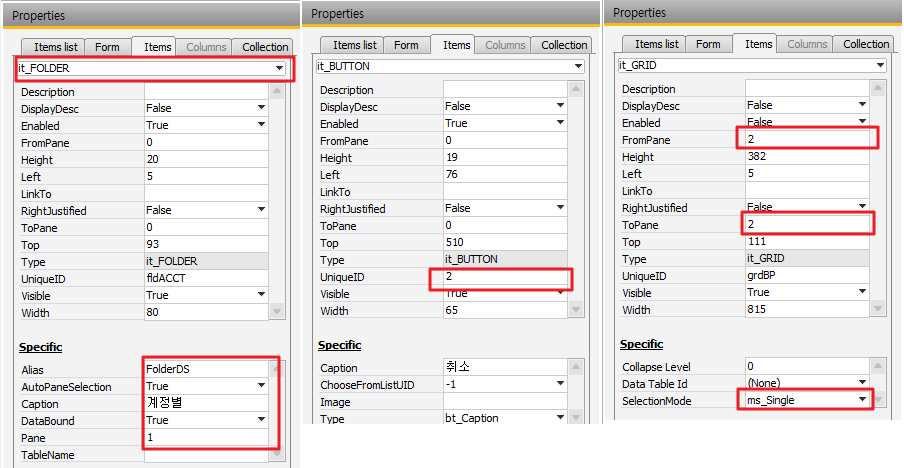 Properties
Items list Form Items Columns Collection
it_FOLDER
Description
DisplayDesc False
Enabled True
FromPane 0
Height 20
Left 5
LinkTo
RightJustified False
ToPane 0
Top 93
Type it_FOLDER
UniqueID fldACCT
Visible True
Width 80
Specific
Alias FolderDS
AutoPaneSelection True
Caption 계정별
DataBound True
Pane 1
TableName
Properties
Items list Form Items Columns Collection
it_BUTTON
Description
DisplayDesc False
Enabled True
FromPane 0
Height 19
Left 76
LinkTo
RightJustified False
ToPane 0
Top 510
Type it_BUTTON
UniqueID 2
Visible True
Width 65
Specific
Caption 취소
ChooseFromListUID -1
Image
Type bt_Caption
Properties
Items list Form Items Columns Collection
it_GRID
Description
DisplayDesc False
Enabled False
FromPane 2
Height 382
Left 5
LinkTo
RightJustified False
ToPane 2
Top 111
Type it_GRID
UniqueID grdBP
Visible True
Width 815
Specific
Collapse Level 0
Data Table Id (None)
SelectionMode ms_Single